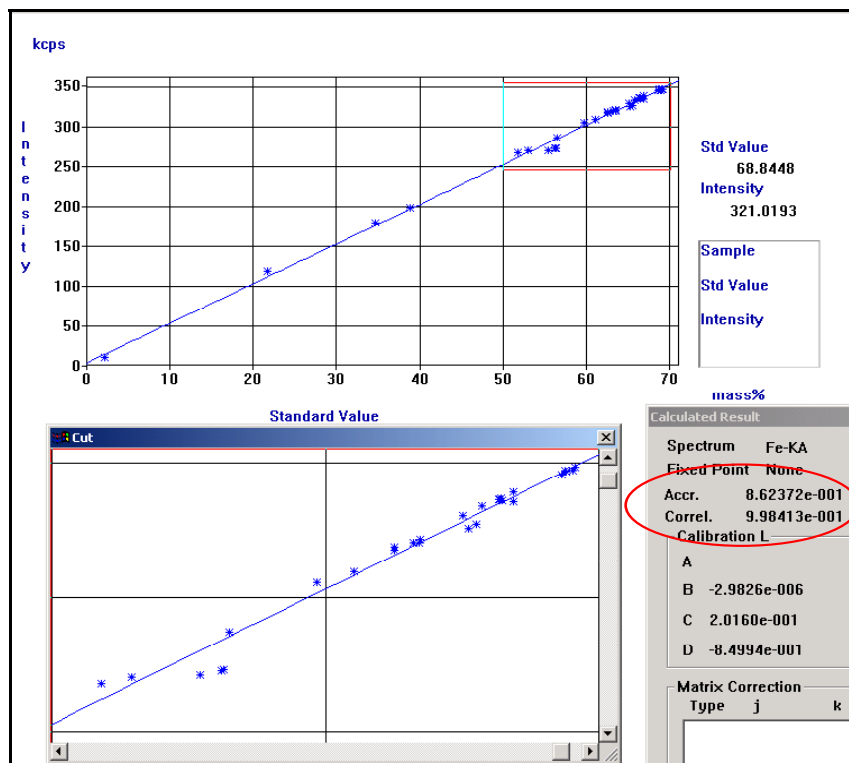 kcps
Intensity
350
300
250
200
150
100
50
0
0 10 20 30 40 50 60 70
mass%
Standard Value
Std Value
68.8448
Intensity
321.0193
Sample
Std Value
Intensity
Cut
Calculated Result
Spectrum Fe-KA
Fixed Point None
Accr. 8.62372e-001
Correl. 9.98413e-001
Calibration L
A
B -2.9826e-006
C 2.0160e-001
D -8.4994e-001
Matrix Correction
Type j k